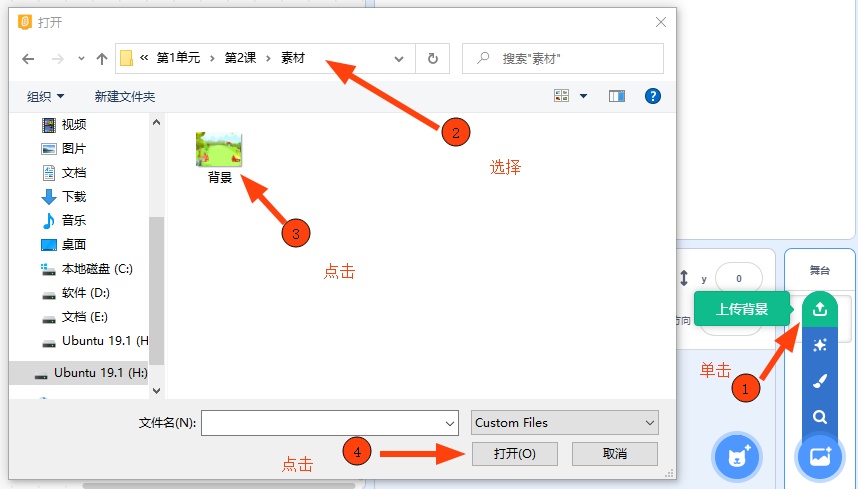 打开
« 第1单元 › 第2课 › 素材
搜索"素材"
组织 新建文件夹
?
视频
图片
文档
下载
音乐
桌面
本地磁盘 (C:)
软件 (D:)
文档 (E:)
Ubuntu 19.1 (H
Ubuntu 19.1 (H:)
背景
2
选择
3
点击
文件名(N):
Custom Files
打开(O) 取消
点击 4
舞台
y 0
上传背景
方向
单击 1